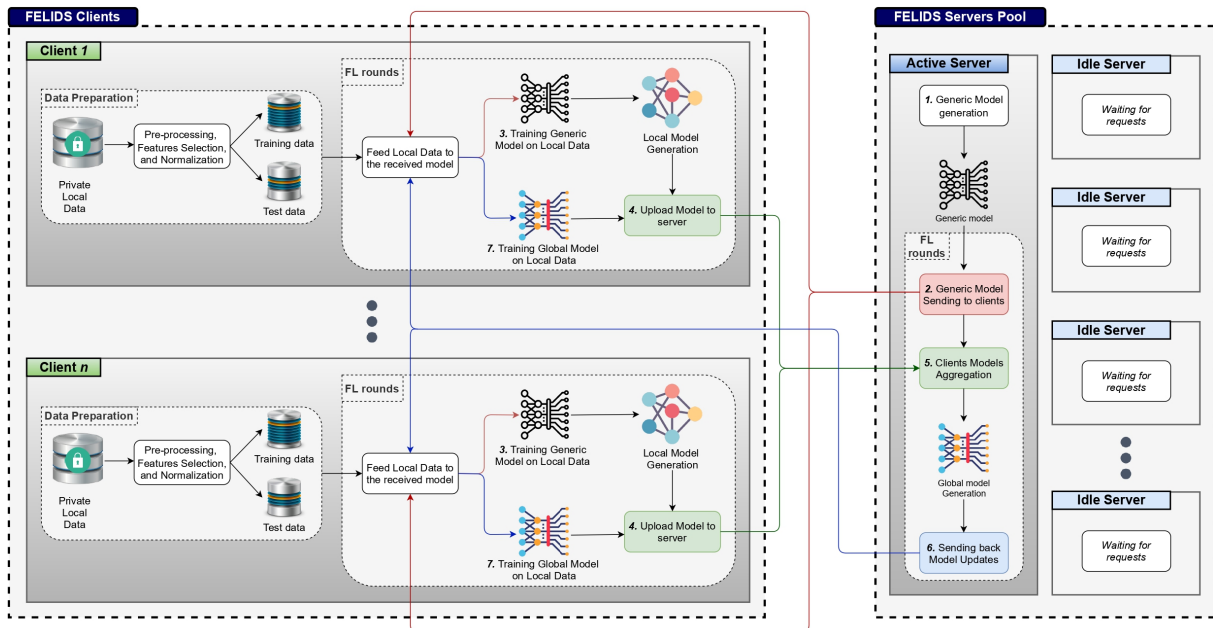 FELIDS Clients
Client 1
Data Preparation
Private
Local
Data
Pre-processing,
Features Selection,
and Normalization
Training data
Test data
FL rounds
Feed Local Data to
the received model
3. Training Generic
Model on Local Data
Local Model
Generation
7. Training Global Model
on Local Data
4. Upload Model to
server
Client n
Data Preparation
Private
Local
Data
Pre-processing,
Features Selection,
and Normalization
Training data
Test data
FL rounds
Feed Local Data to
the received model
3. Training Generic
Model on Local Data
Local Model
Generation
7. Training Global Model
on Local Data
4. Upload Model to
server
FELIDS Servers Pool
Active Server
1. Generic Model
generation
Generic model
FL
rounds
2. Generic Model
Sending to clients
5. Clients Models
Aggregation
Global model
Generation
6. Sending back
Model Updates
Idle Server
Waiting for
requests
Idle Server
Waiting for
requests
Idle Server
Waiting for
requests
Idle Server
Waiting for
requests